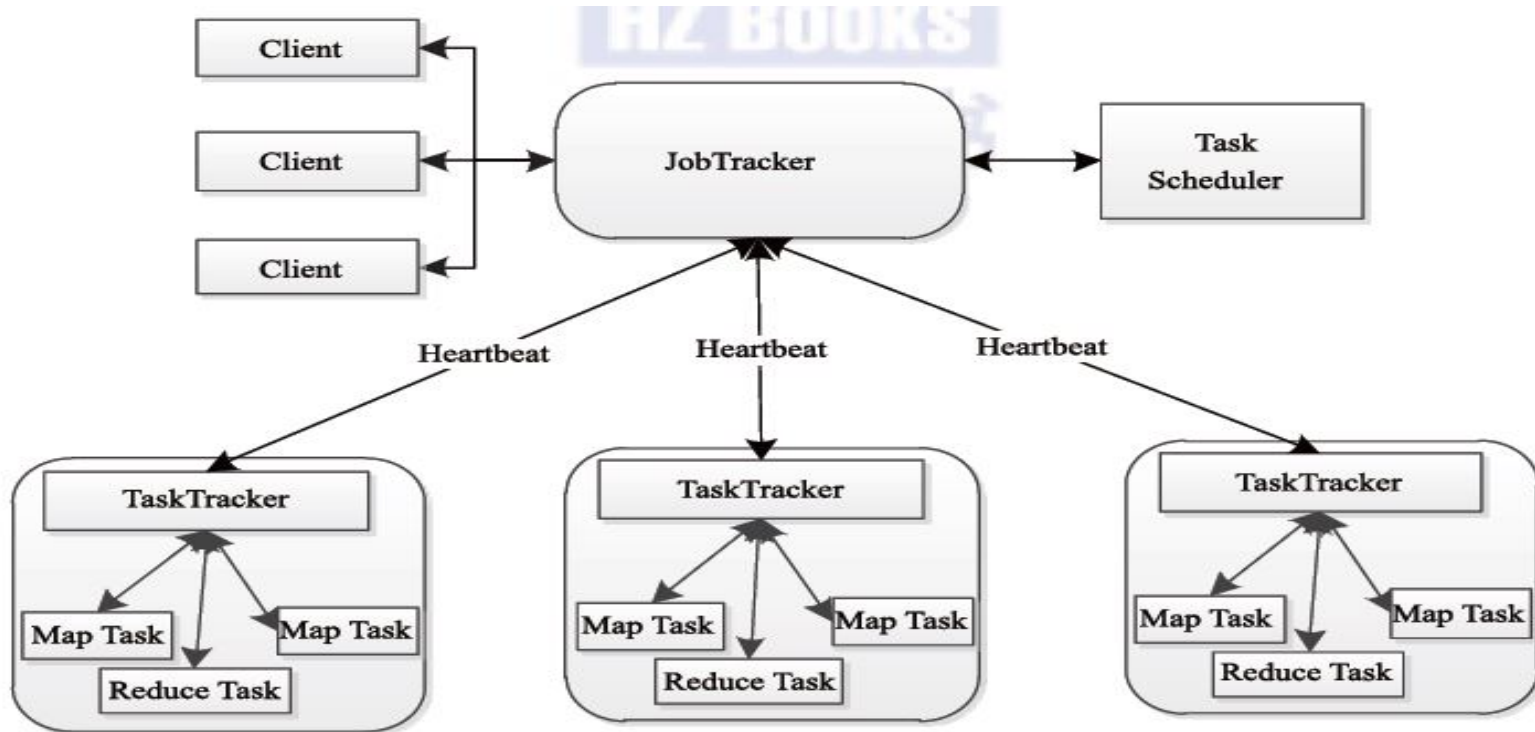 HZ BOOKS
Client
Client
Client
JobTracker
Task
Scheduler
Heartbeat
Heartbeat
Heartbeat
TaskTracker
Map Task
Map Task
Reduce Task
TaskTracker
Map Task
Map Task
Reduce Task
TaskTracker
Map Task
Map Task
Reduce Task